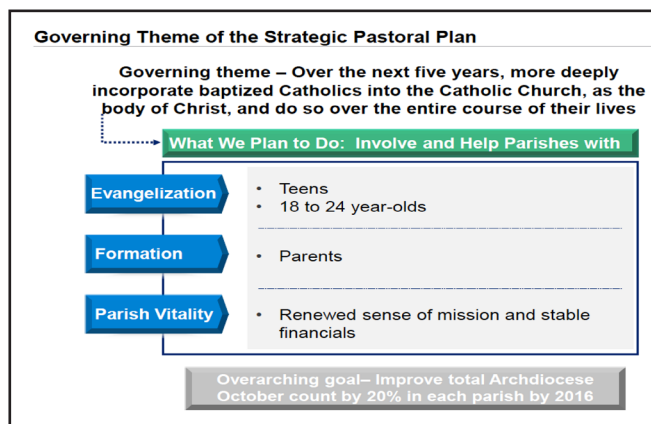 Governing Theme of the Strategic Pastoral Plan
Governing theme – Over the next five years, more deeply
incorporate baptized Catholics into the Catholic Church, as the
body of Christ, and do so over the entire course of their lives
What We Plan to Do:  Involve and Help Parishes with
Evangelization
• Teens
• 18 to 24 year-olds
Formation
• Parents
Parish Vitality
• Renewed sense of mission and stable
financials
Overarching goal– Improve total Archdiocese
October count by 20% in each parish by 2016